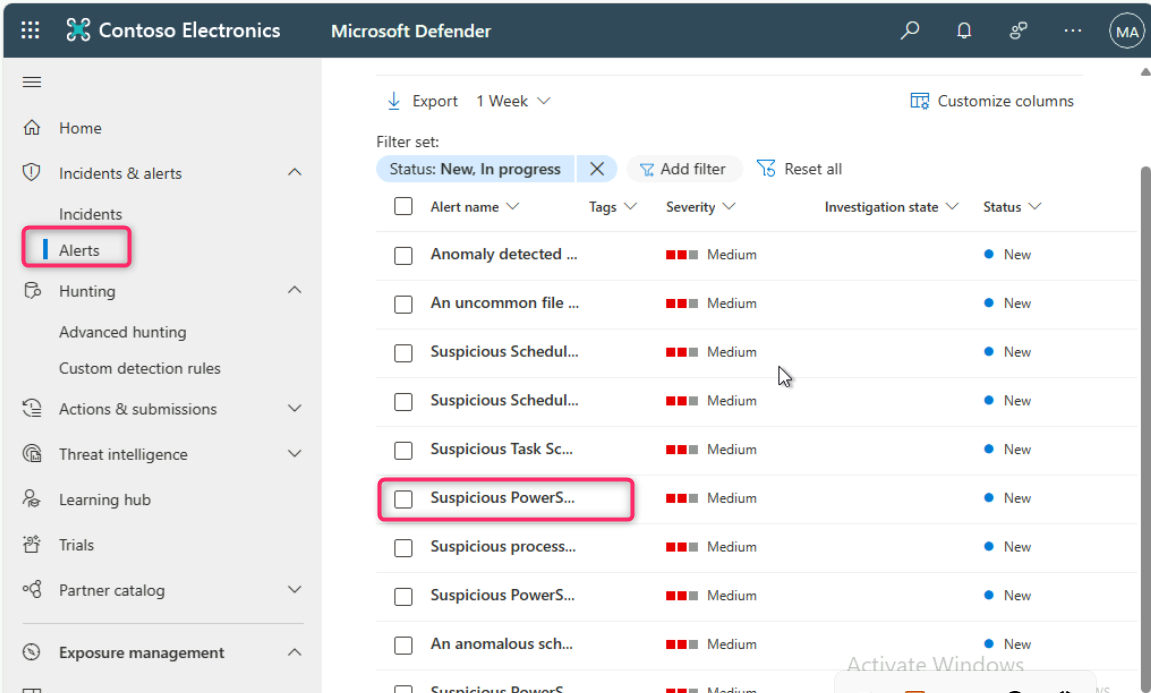 Contoso Electronics Microsoft Defender MA
Export 1 Week Customize columns
Home
Filter set:
Incidents & alerts
Status: New, In progress Add filter Reset all
Incidents
Alert name Tags Severity Investigation state Status
Alerts
Anomaly detected ... Medium New
Hunting
An uncommon file ... Medium New
Advanced hunting
Suspicious Schedul... Medium New
Custom detection rules
Suspicious Schedul... Medium New
Actions & submissions
Suspicious Task Sc... Medium New
Threat intelligence
Suspicious PowerS... Medium New
Learning hub
Suspicious process... Medium New
Trials
Suspicious PowerS... Medium New
Partner catalog
An anomalous sch... Medium New
Exposure management
Activate Windows
Suspicious PowerS... Medium